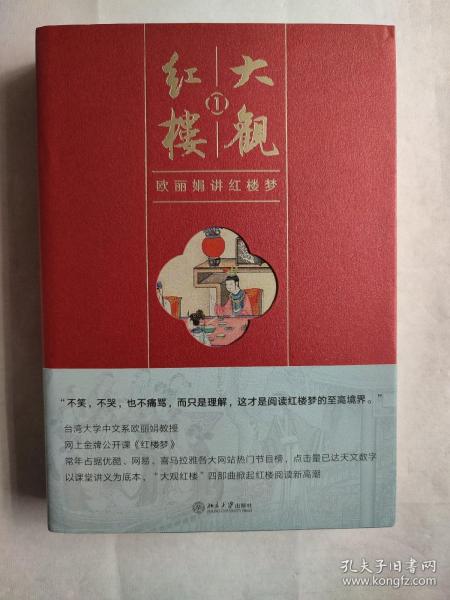 大观红楼
①
欧丽娟讲红楼梦
“不笑，不哭，也不痛骂，而只是理解，这才是阅读红楼梦的至高境界。”
台湾大学中文系欧丽娟教授
网上金牌公开课《红楼梦》
常年占据优酷、网易、喜马拉雅各大网站热门节目榜，点击量已达天文数字
以课堂讲义为底本，“大观红楼”四部曲掀起红楼阅读新高潮
北京大学出版社
孔夫子旧书网
www.kongfz.com